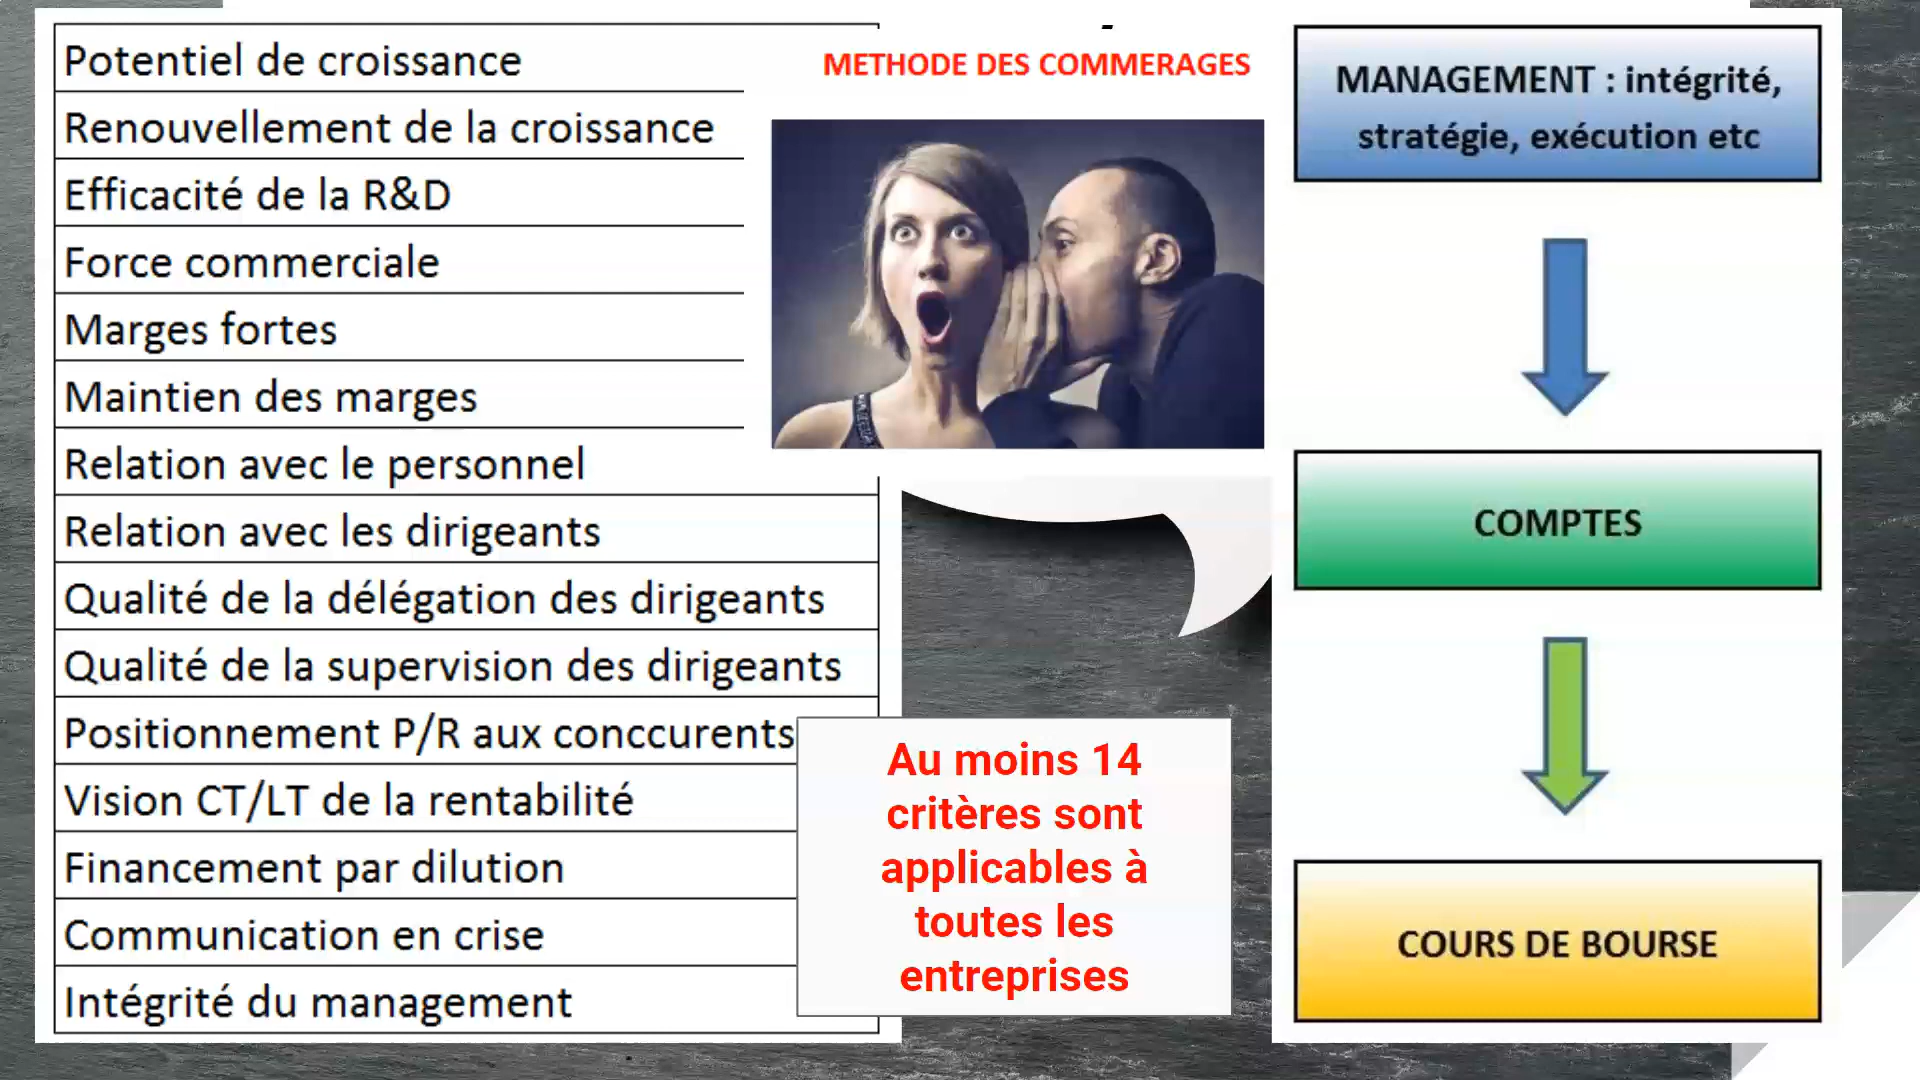 Potentiel de croissance
Renouvellement de la croissance
Efficacité de la R&D
Force commerciale
Marges fortes
Maintien des marges
Relation avec le personnel
Relation avec les dirigeants
Qualité de la délégation des dirigeants
Qualité de la supervision des dirigeants
Positionnement P/R aux conccurents
Vision CT/LT de la rentabilité
Financement par dilution
Communication en crise
Intégrité du management
METHODE DES COMMERAGES
Au moins 14
critères sont
applicables à
toutes les
entreprises
MANAGEMENT : intégrité,
stratégie, exécution etc
COMPTES
COURS DE BOURSE